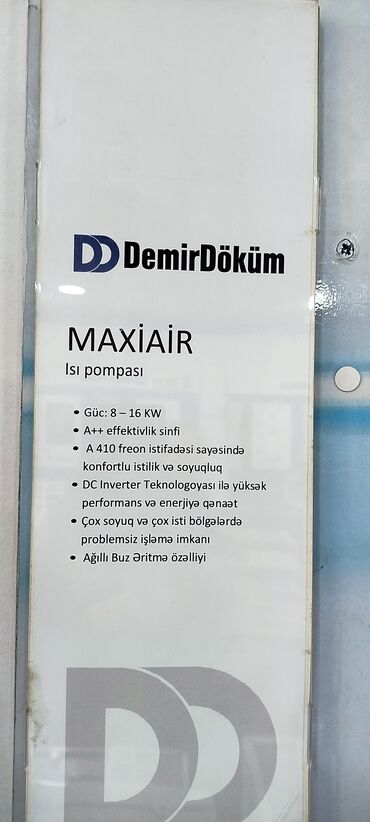 DemirDöküm
MAXİAİR
Isı pompası
• Güc: 8 – 16 KW
• A++ effektivlik sinfi
• A 410 freon istifadəsi sayəsində
konfortlu istilik və soyuqluq
• DC Inverter Teknologoyası ilə yüksək
performans və enerjiyə qənaət
• Çox soyuq və çox isti bölgələrdə
problemsiz işləmə imkanı
• Ağıllı Buz Əritmə özəlliyi